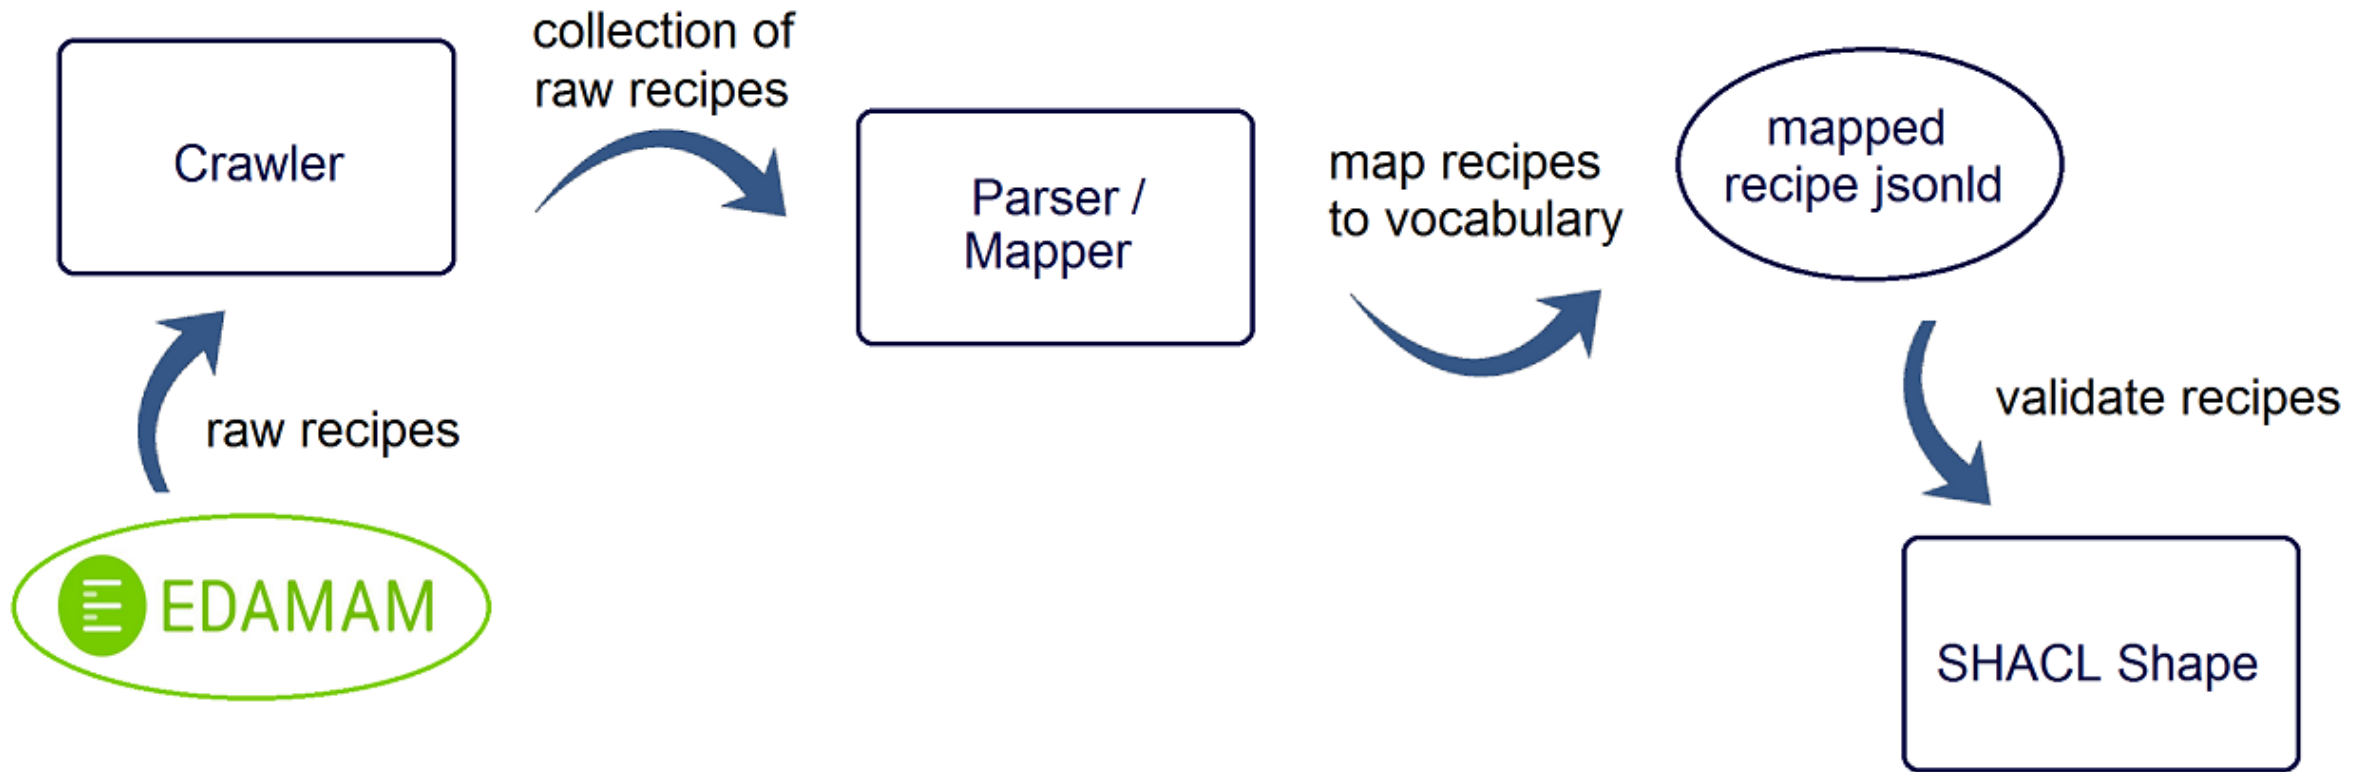 collection of
raw recipes
Crawler
Parser /
Mapper
map recipes
to vocabulary
mapped
recipe jsonld
raw recipes
validate recipes
EDAMAM
SHACL Shape